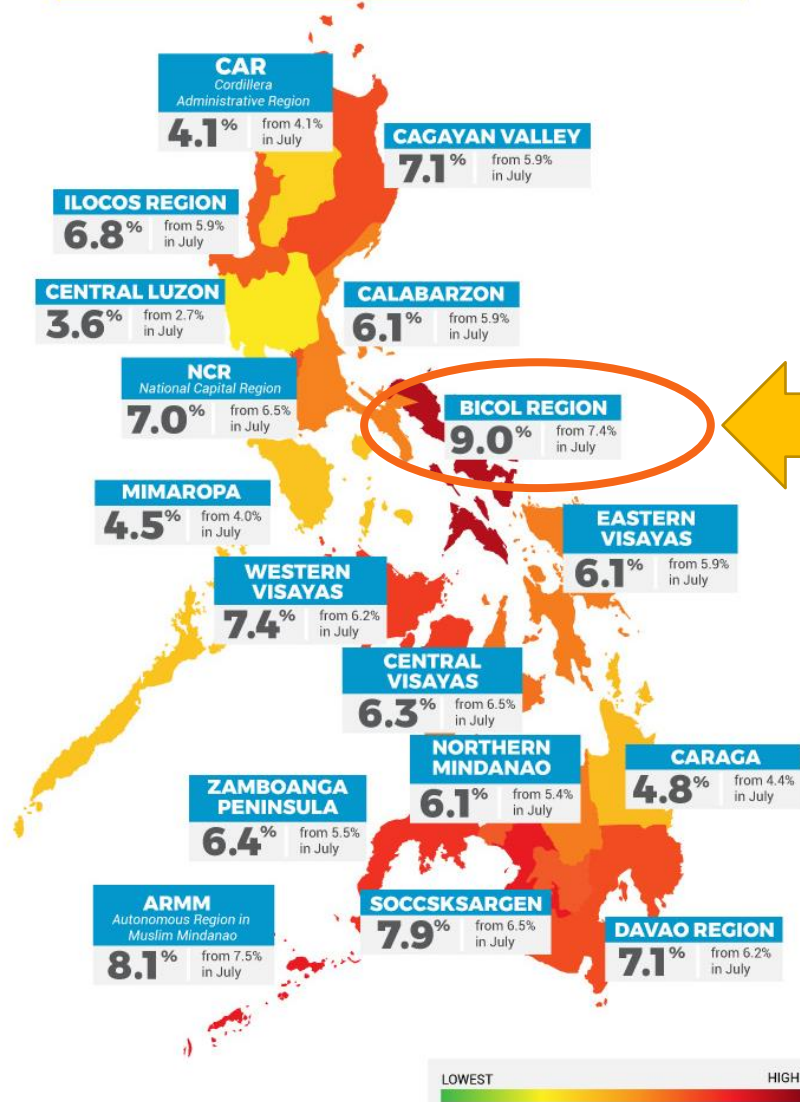 CAR
Cordillera
Administrative Region
4.1%
from 4.1%
in July
CAGAYAN VALLEY
7.1%
from 5.9%
in July
ILOCOS REGION
6.8%
from 5.9%
in July
CENTRAL LUZON
3.6%
from 2.7%
in July
CALABARZON
6.1%
from 5.9%
in July
NCR
National Capital Region
7.0%
from 6.5%
in July
BICOL REGION
9.0%
from 7.4%
in July
MIMAROPA
4.5%
from 4.0%
in July
EASTERN
VISAYAS
6.1%
from 5.9%
in July
WESTERN
VISAYAS
7.4%
from 6.2%
in July
CENTRAL
VISAYAS
6.3%
from 6.5%
in July
NORTHERN
MINDANAO
6.1%
from 5.4%
in July
CARAGA
4.8%
from 4.4%
in July
ZAMBOANGA
PENINSULA
6.4%
from 5.5%
in July
ARMM
Autonomous Region in
Muslim Mindanao
8.1%
from 7.5%
in July
SOCCSKSARGEN
7.9%
from 6.5%
in July
DAVAO REGION
7.1%
from 6.2%
in July
LOWEST
HIGH